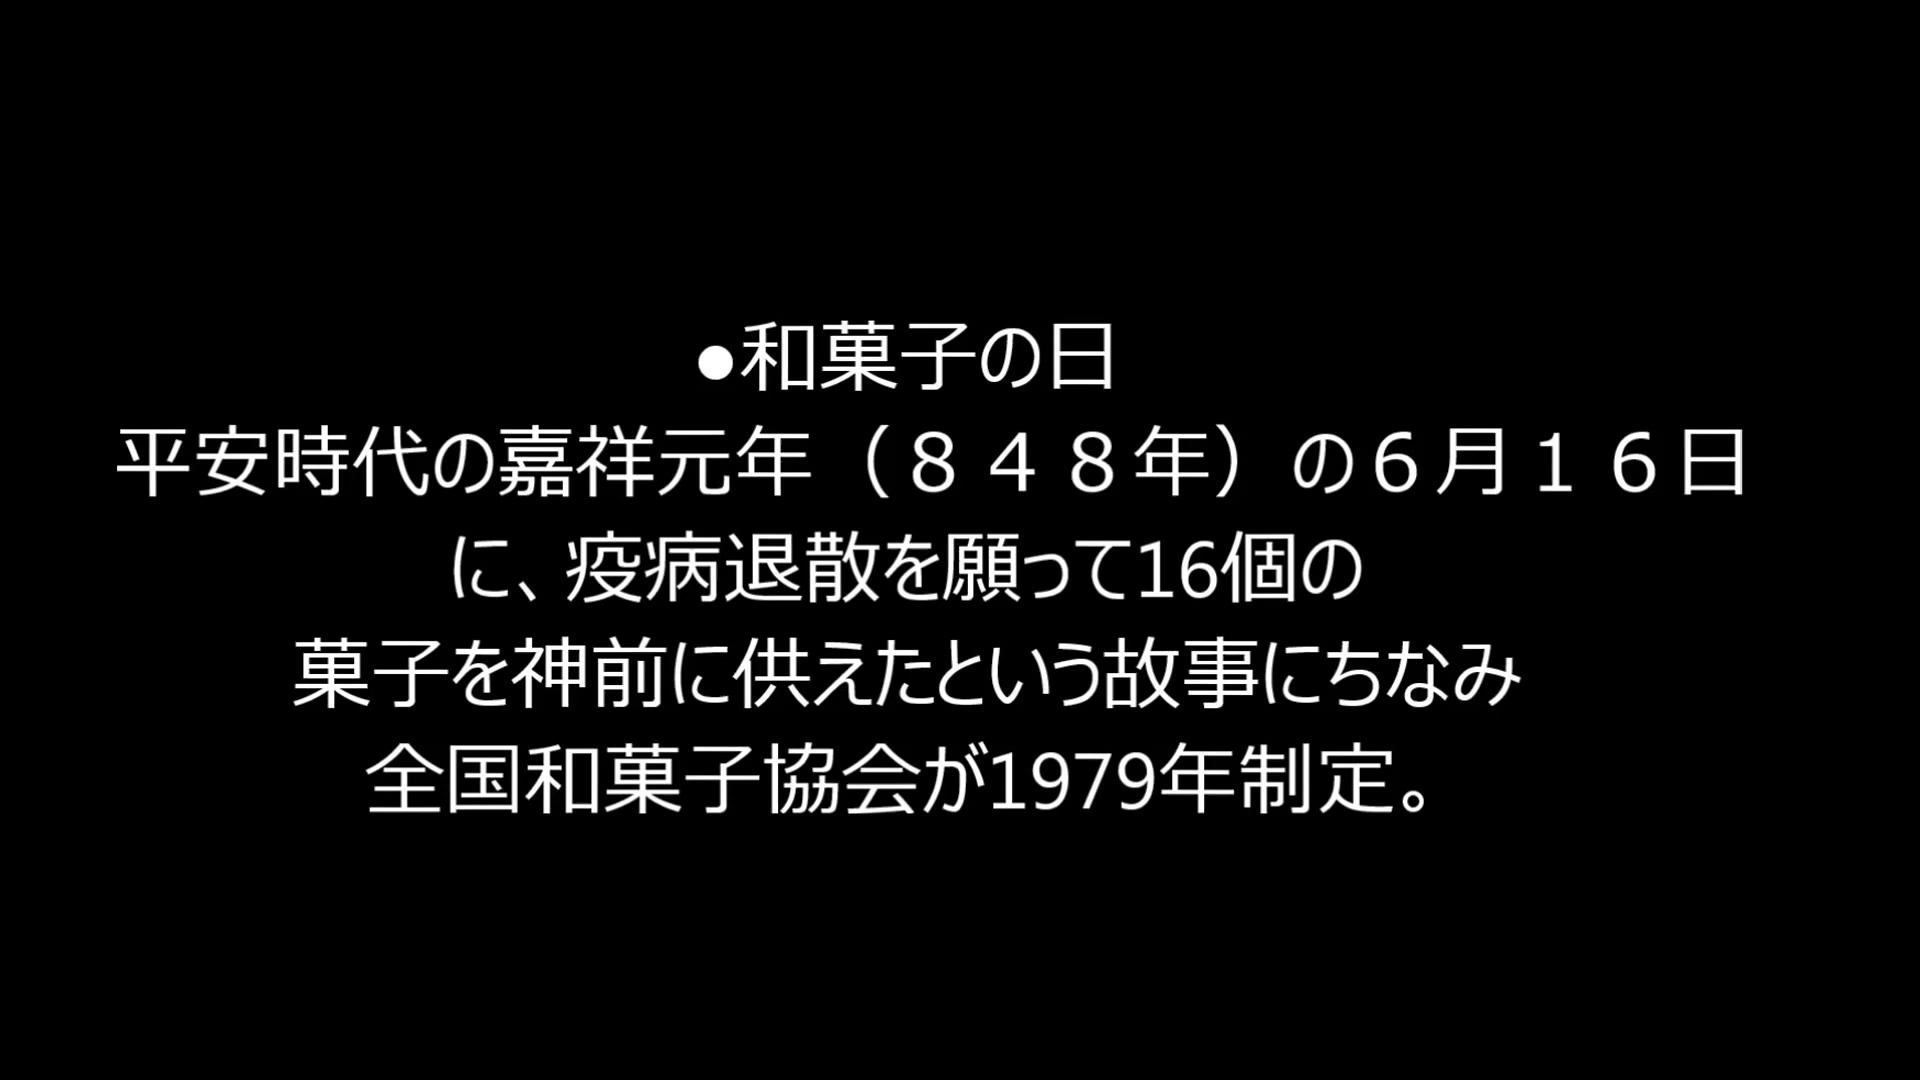 ●和菓子の日
平安時代の嘉祥元年（８４８年）の６月１６日
に、疫病退散を願って16個の
菓子を神前に供えたという故事にちなみ
全国和菓子協会が1979年制定。